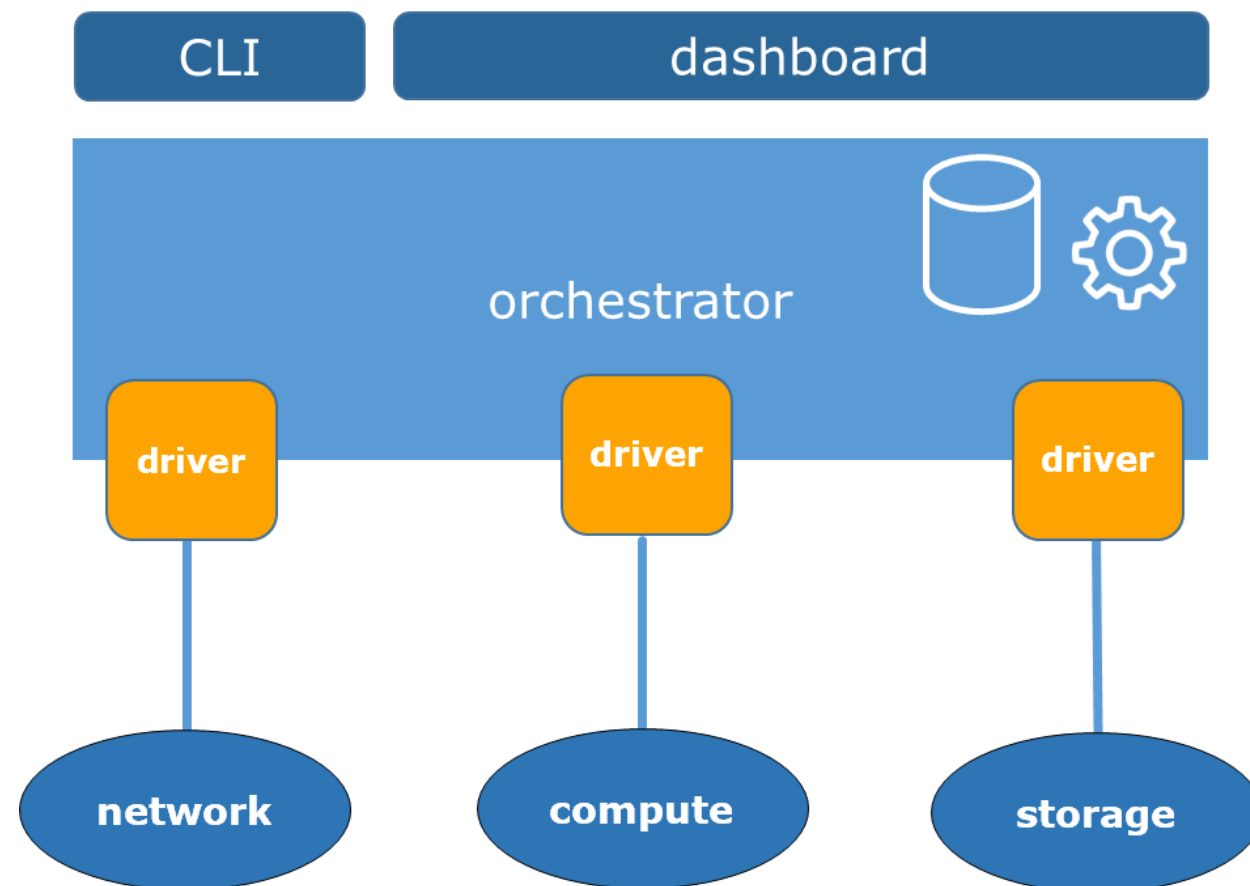 CLI
dashboard
orchestrator
driver
driver
driver
network
compute
storage